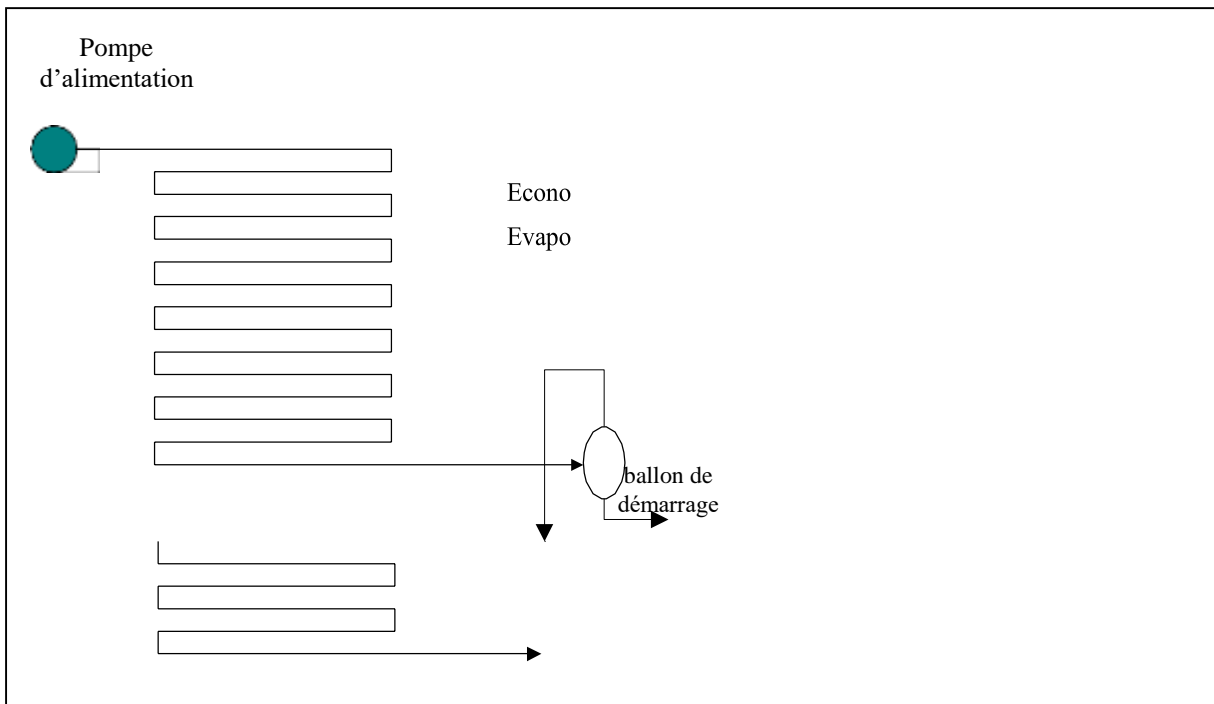 Pompe
d’alimentation
Econo
Evapo
ballon de
démarrage